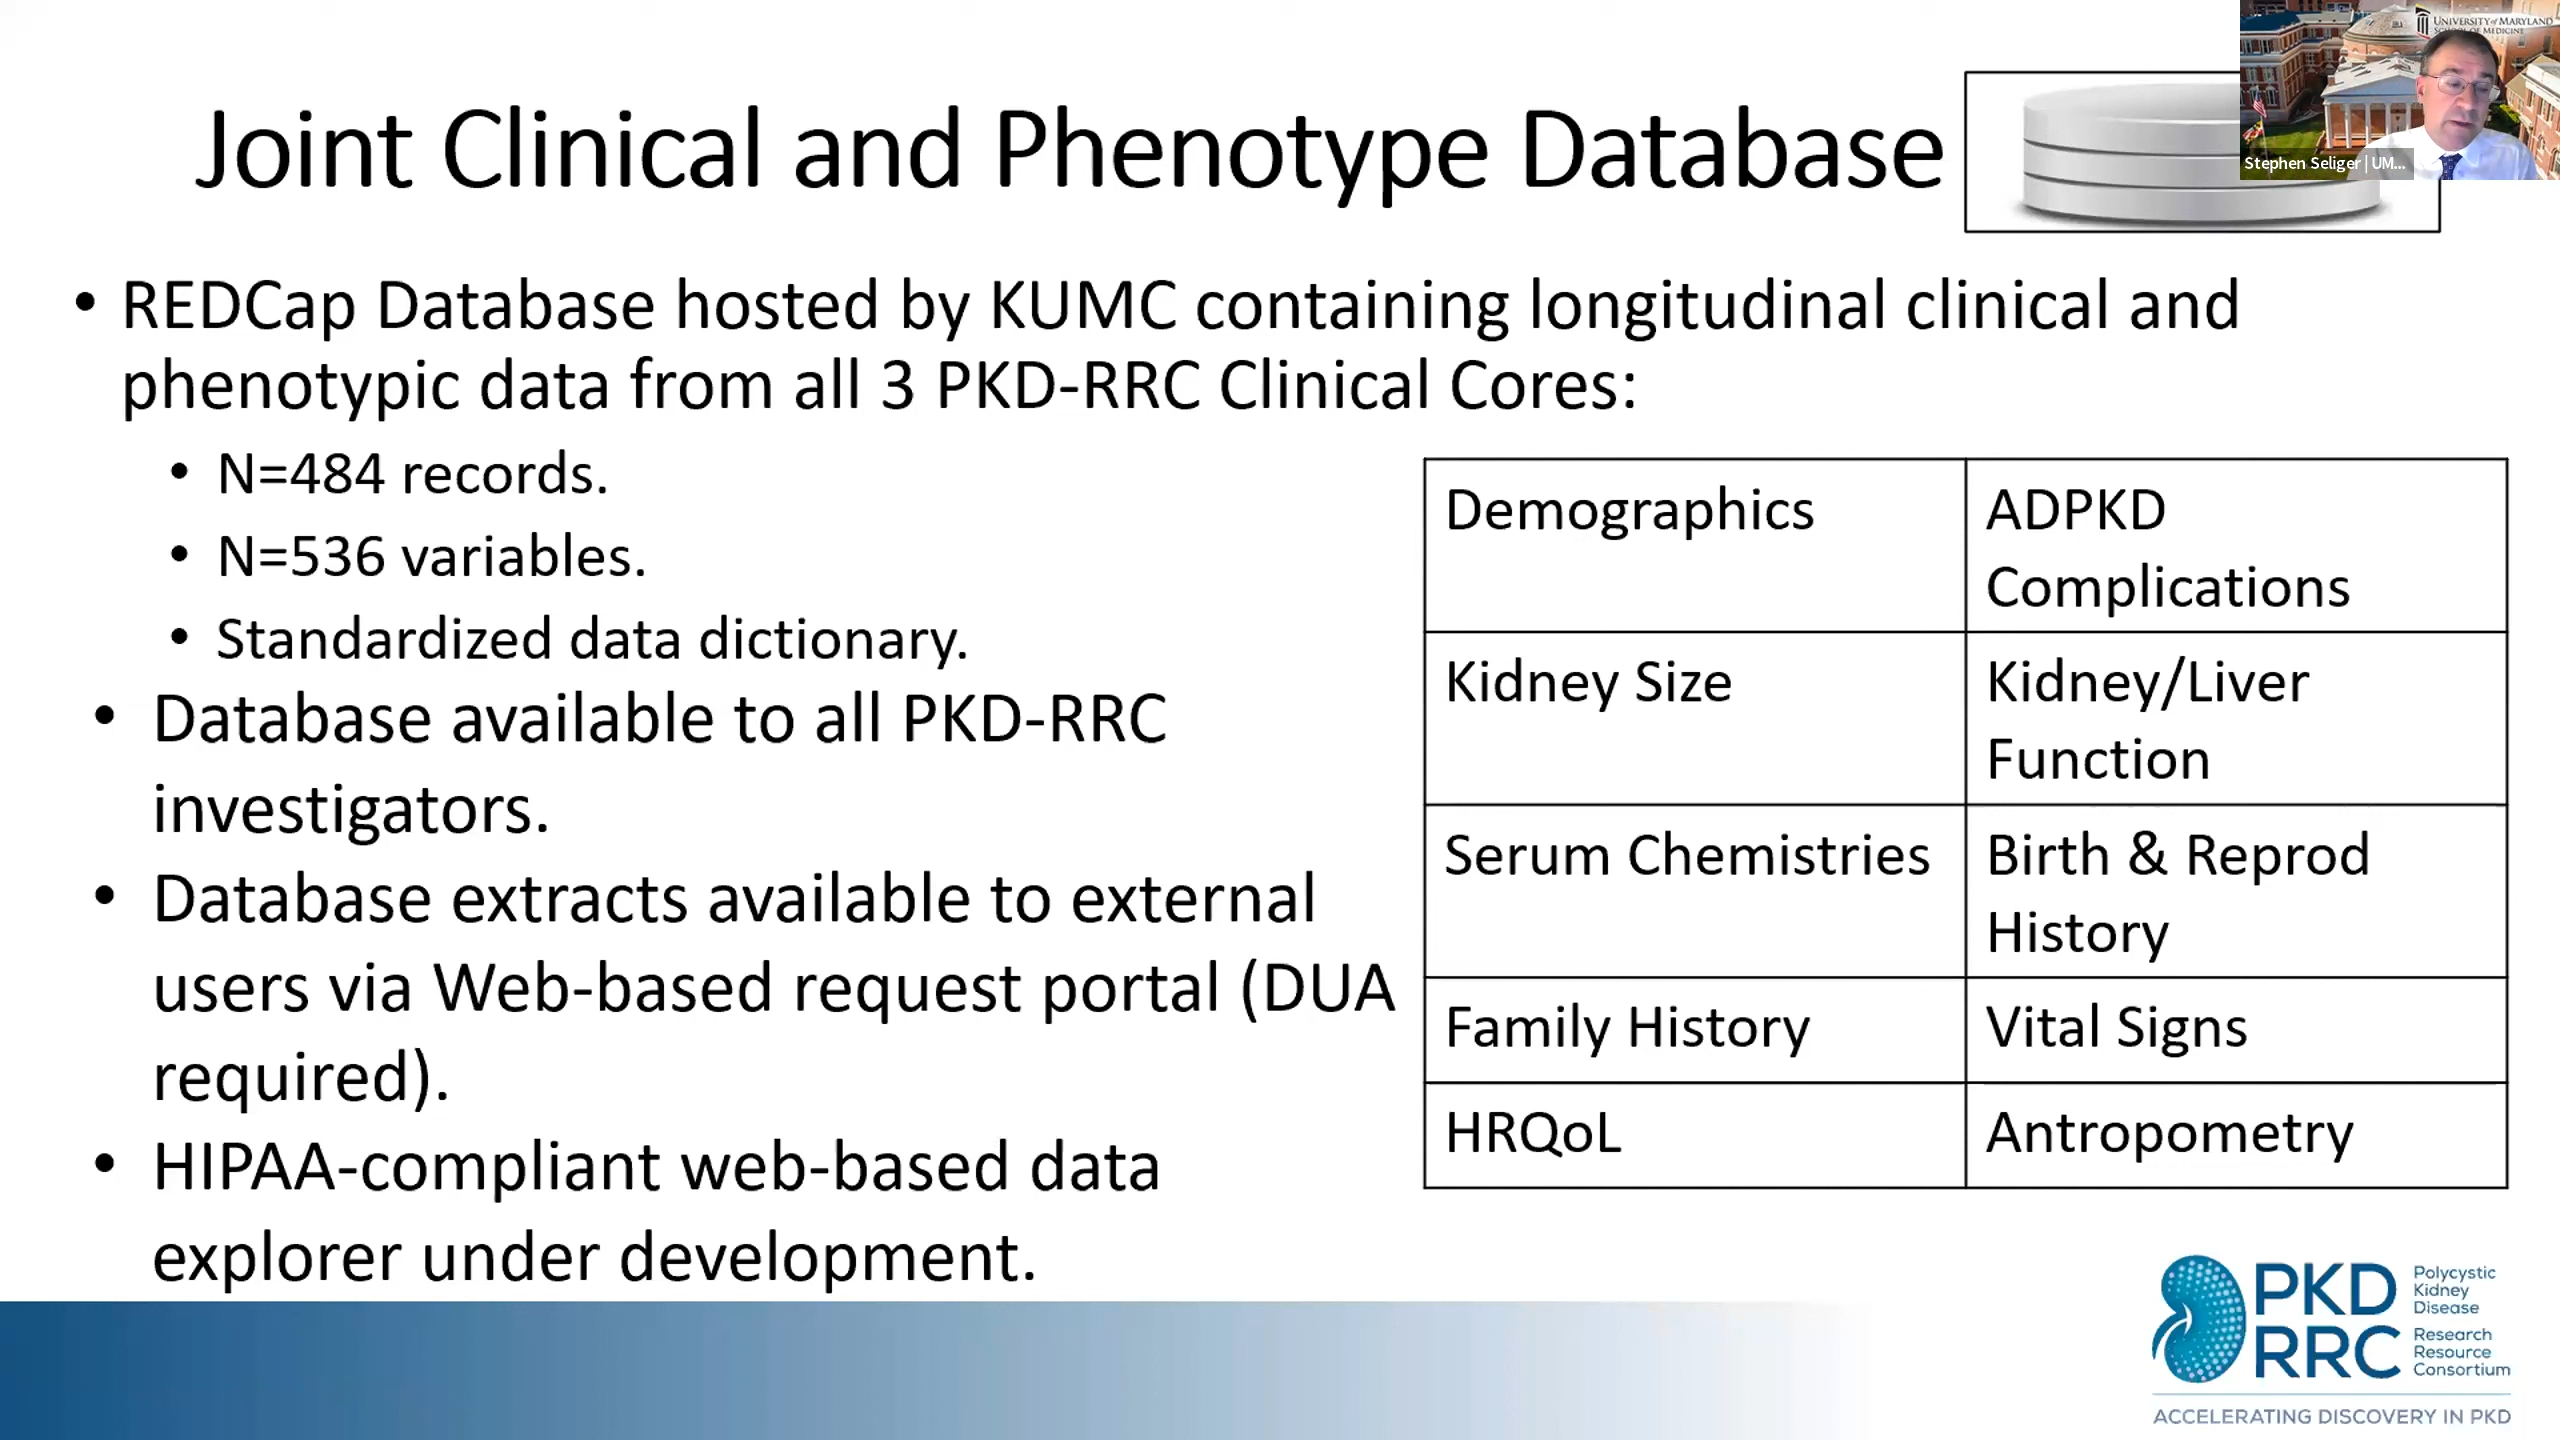 UNIVERSITY of MARYLAND
SCHOOL OF MEDICINE
Stephen Seliger | UM...
Joint Clinical and Phenotype Database
• REDCap Database hosted by KUMC containing longitudinal clinical and
phenotypic data from all 3 PKD-RRC Clinical Cores:
• N=484 records.
• N=536 variables.
• Standardized data dictionary.
• Database available to all PKD-RRC
investigators.
• Database extracts available to external
users via Web-based request portal (DUA
required).
• HIPAA-compliant web-based data
explorer under development.
Demographics
ADPKD
Complications
Kidney Size
Kidney/Liver
Function
Serum Chemistries
Birth & Reprod
History
Family History
Vital Signs
HRQoL
Antropometry
PKD
RRC
Polycystic
Kidney
Disease
Research
Resource
Consortium
ACCELERATING DISCOVERY IN PKD